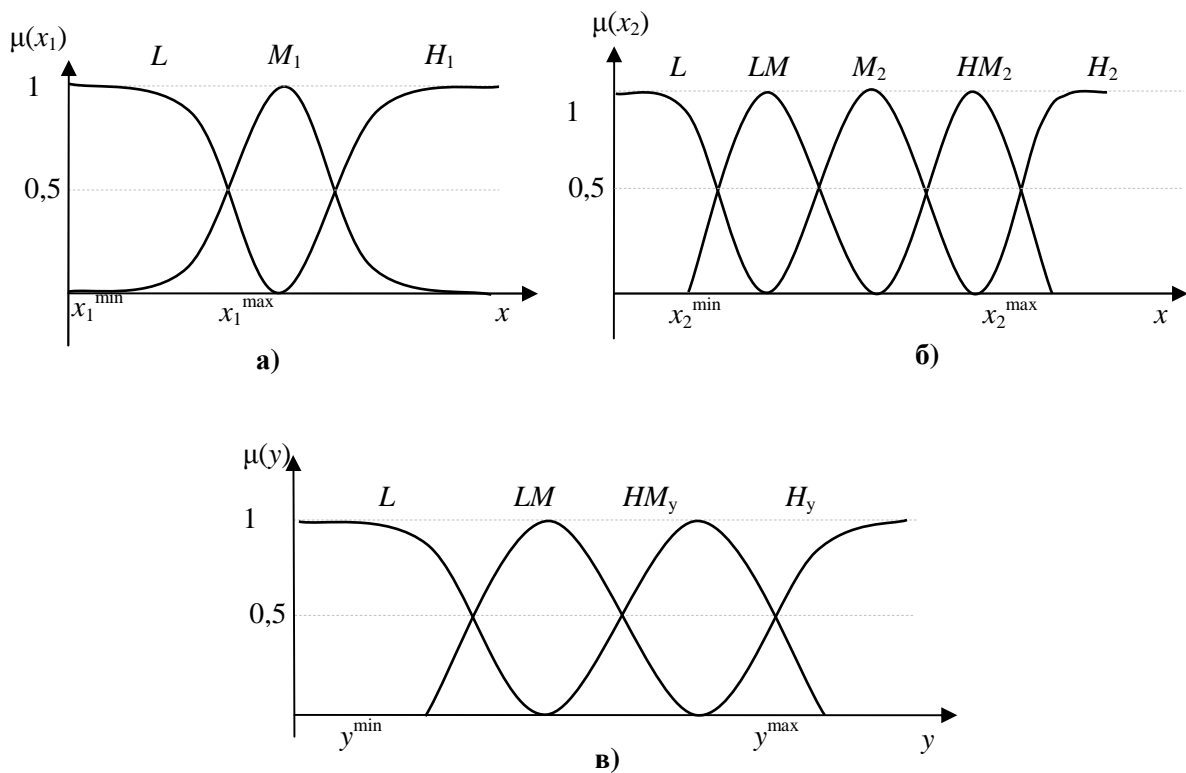 μ(x₁)
L M₁ H₁
1
0,5
x₁ᵐⁱⁿ x₁ᵐᵃˣ x
а)
μ(x₂)
L LM M₂ HM₂ H₂
1
0,5
x₂ᵐⁱⁿ x₂ᵐᵃˣ x
б)
μ(y)
L LM HMy Hy
1
0,5
yᵐⁱⁿ yᵐᵃˣ y
в)